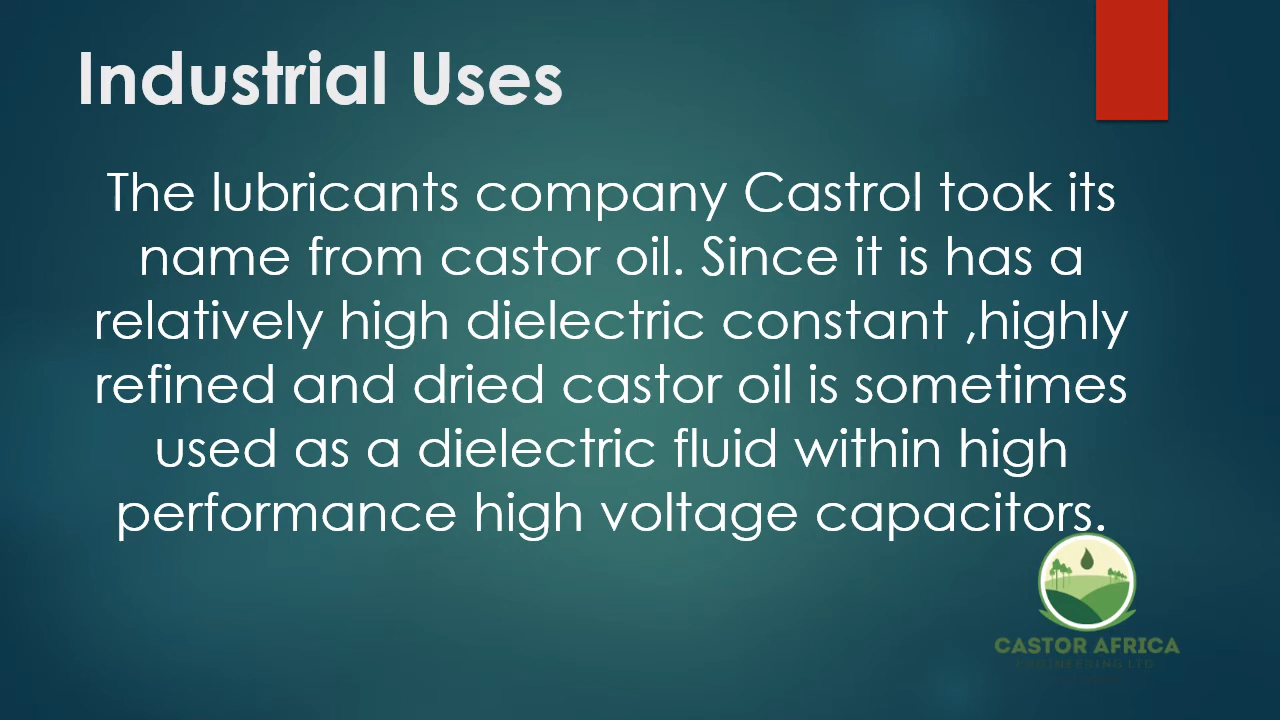 Industrial Uses
The lubricants company Castrol took its
name from castor oil. Since it is has a
relatively high dielectric constant ,highly
refined and dried castor oil is sometimes
used as a dielectric fluid within high
performance high voltage capacitors.
CASTOR AFRICA
ENGINEERING LTD